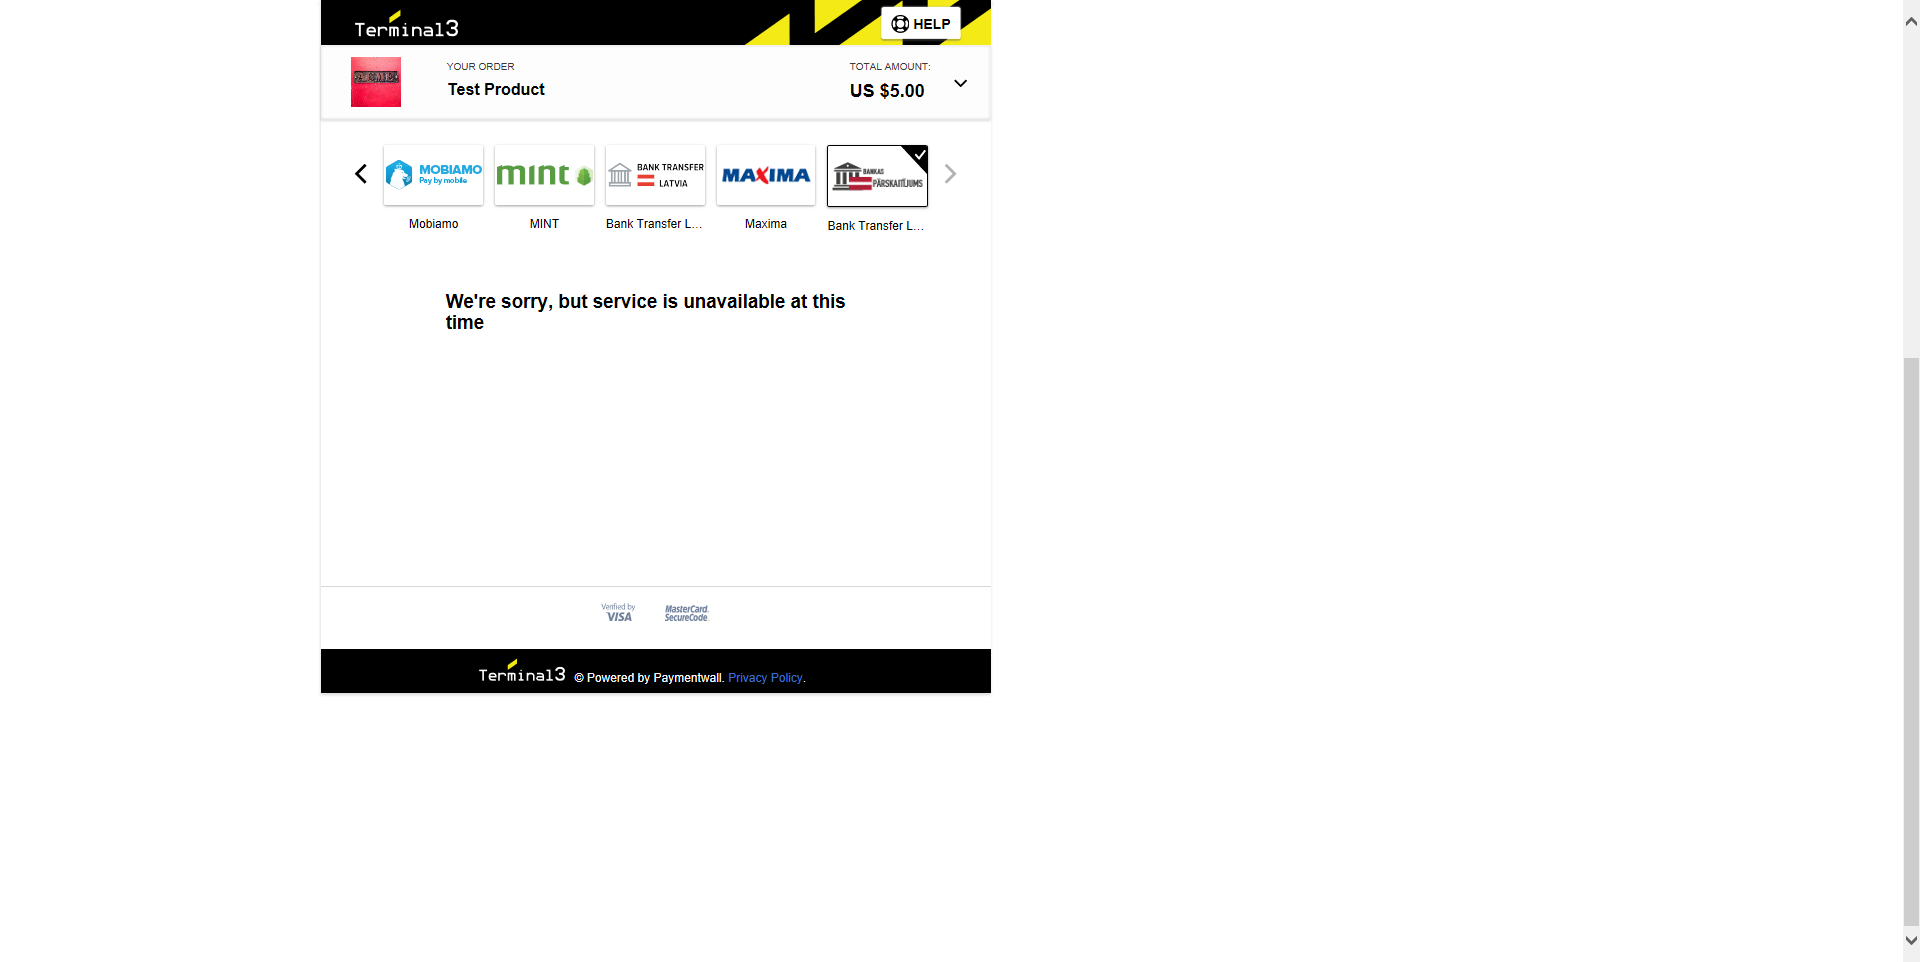 Terminal3
HELP
YOUR ORDER
Test Product
TOTAL AMOUNT:
US $5.00
MOBIAMO
Pay by mobile
mint
BANK TRANSFER
LATVIA
MAXIMA
BANKAS
PĀRSKAITĪJUMS
Mobiamo
MINT
Bank Transfer L...
Maxima
Bank Transfer L...
We're sorry, but service is unavailable at this
time
Verified by
VISA
MasterCard.
SecureCode.
Terminal3 © Powered by Paymentwall. Privacy Policy.